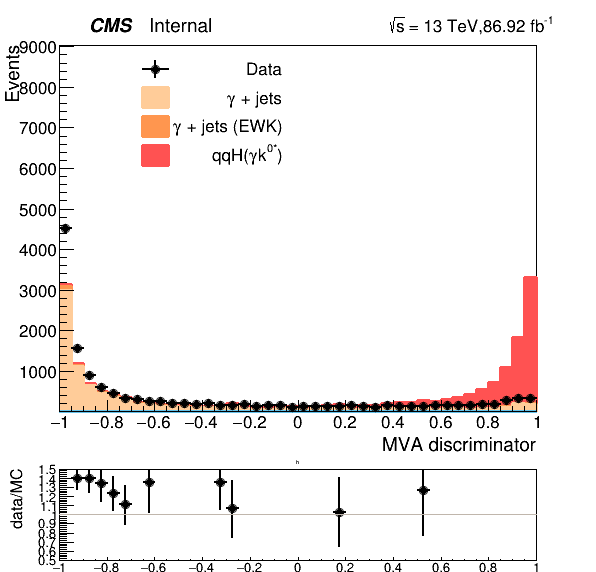 CMS Internal
√s = 13 TeV,86.92 fb⁻¹
Events
9000
8000
7000
6000
5000
4000
3000
2000
1000
Data
γ + jets
γ + jets (EWK)
qqH(γk⁰*)
−1 −0.8 −0.6 −0.4 −0.2 0 0.2 0.4 0.6 0.8 1
MVA discriminator
h
data/MC
1.5
1.4
1.3
1.2
1.1
1
0.9
0.8
0.7
0.6
0.5
−1 −0.8 −0.6 −0.4 −0.2 0 0.2 0.4 0.6 0.8 1